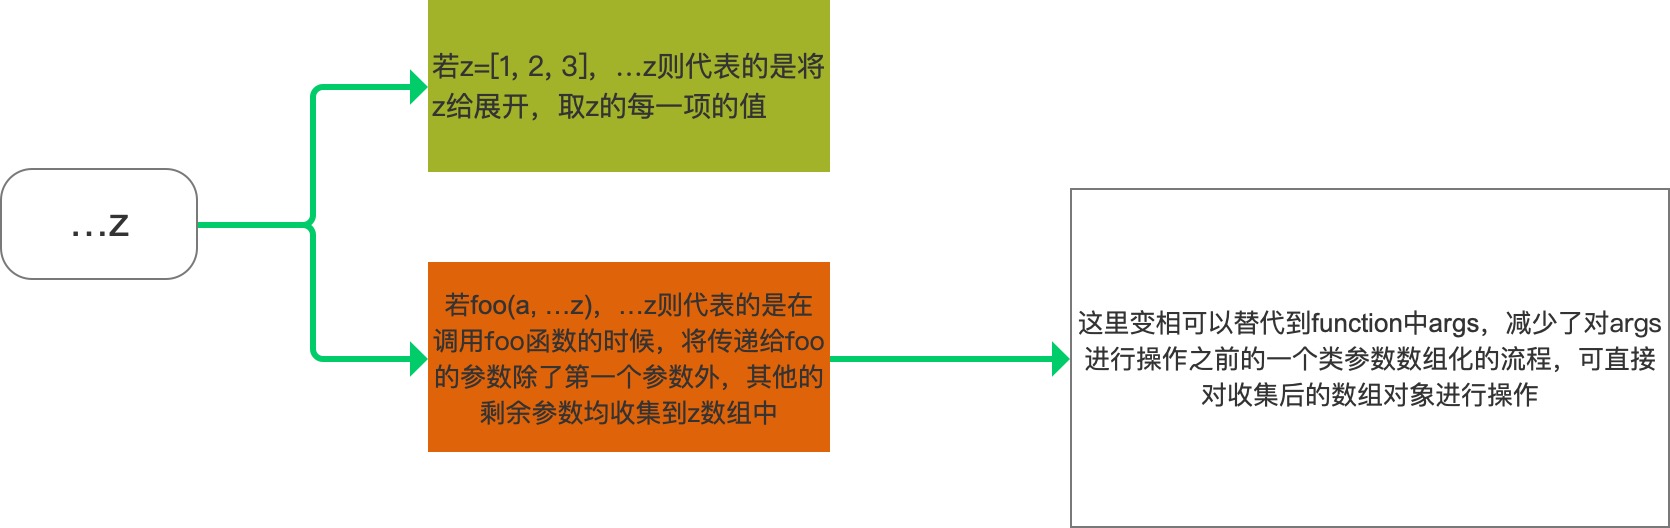 ...z
若z=[1, 2, 3]，...z则代表的是将
z给展开，取z的每一项的值
若foo(a, ...z)，...z则代表的是在
调用foo函数的时候，将传递给foo
的参数除了第一个参数外，其他的
剩余参数均收集到z数组中
这里变相可以替代到function中args，减少了对args
进行操作之前的一个类参数数组化的流程，可直接
对收集后的数组对象进行操作